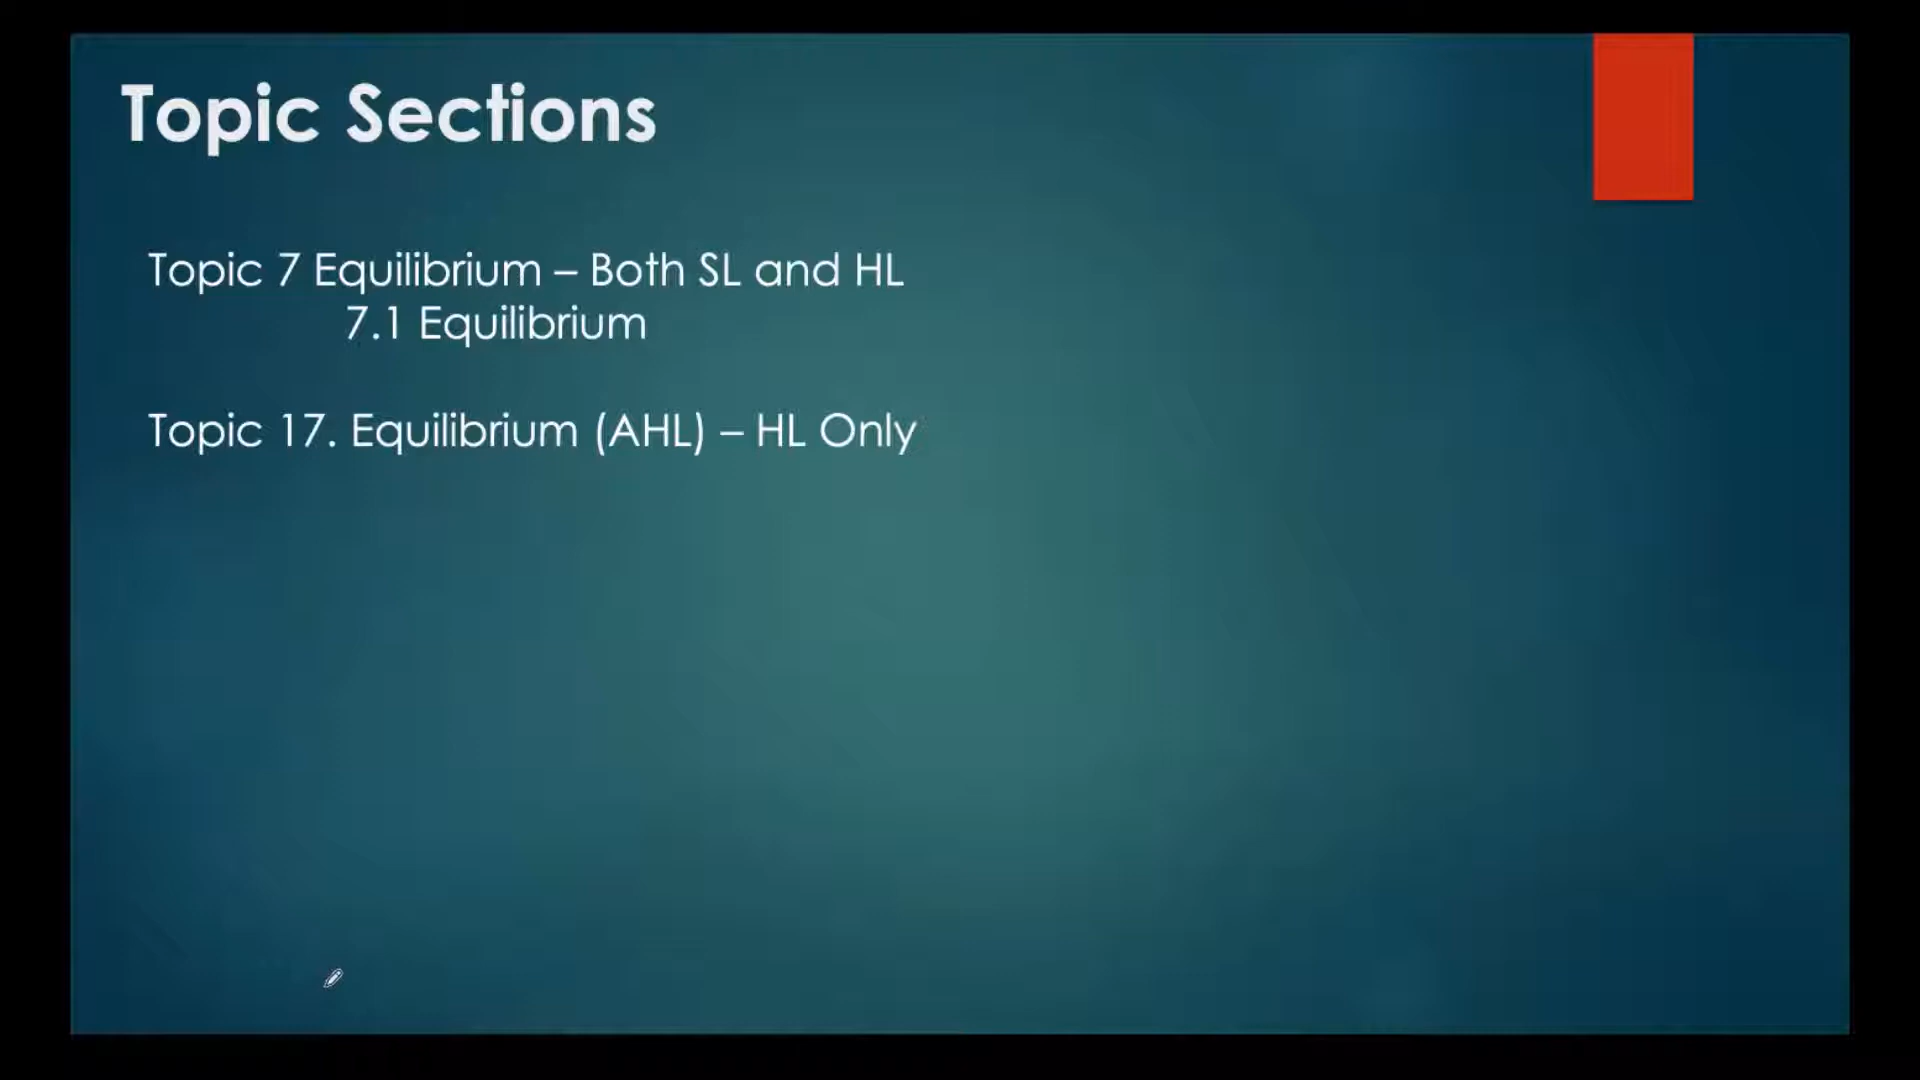 Topic Sections
Topic 7 Equilibrium – Both SL and HL
7.1 Equilibrium
Topic 17. Equilibrium (AHL) – HL Only